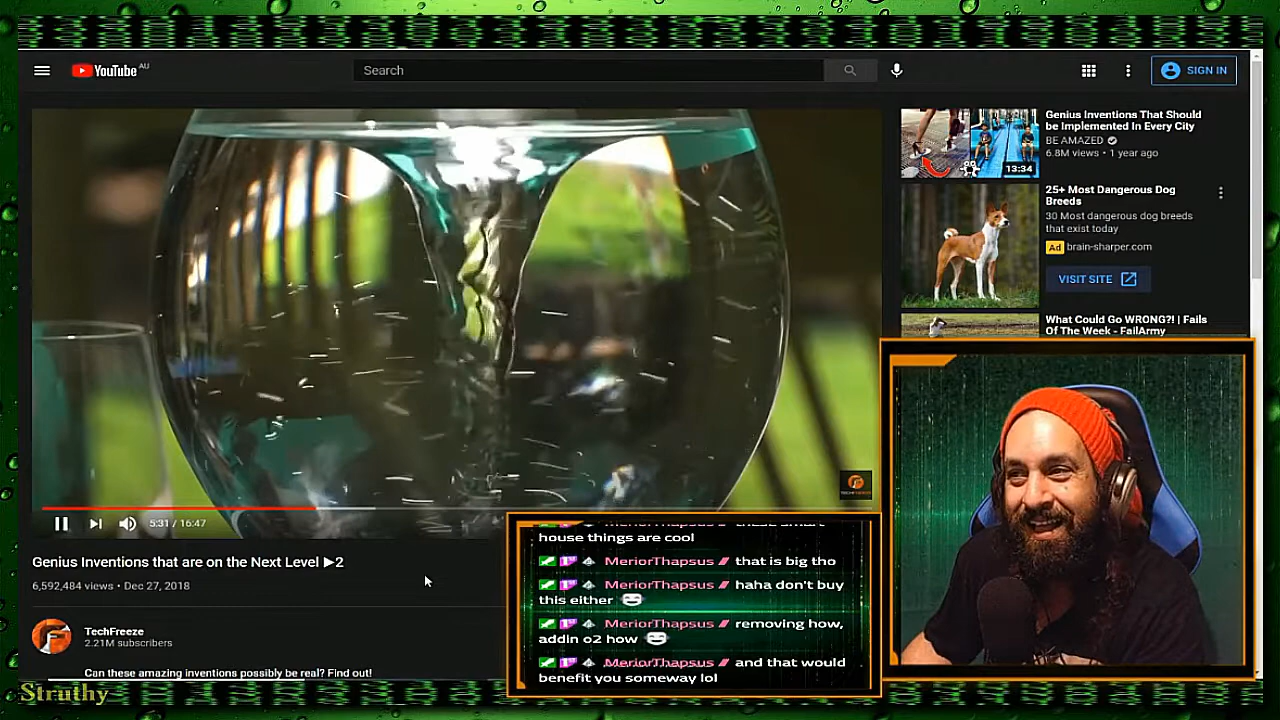 YouTube AU
Search
SIGN IN
Genius Inventions That Should
be Implemented In Every City
BE AMAZED
6.8M views • 1 year ago
13:34
25+ Most Dangerous Dog
Breeds
30 Most dangerous dog breeds
that exist today
Ad brain-sharper.com
VISIT SITE
What Could Go WRONG?! | Fails
Of The Week - FailArmy
5:31 / 16:47
TECHFREEZE
Genius Inventions that are on the Next Level ▶2
6,592,484 views • Dec 27, 2018
TechFreeze
2.21M subscribers
Can these amazing inventions possibly be real? Find out!
MeriorThapsus // these smart
house things are cool
MeriorThapsus // that is big tho
MeriorThapsus // haha don't buy
this either
MeriorThapsus // removing how,
addin o2 how
MeriorThapsus // and that would
benefit you someway lol
Struthy